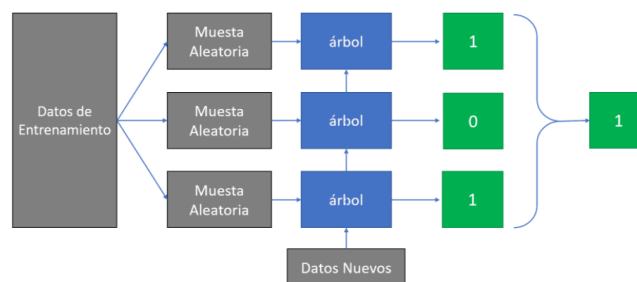 Datos de
Entrenamiento
Muesta
Aleatoria
árbol
1
Muesta
Aleatoria
árbol
0
1
Muesta
Aleatoria
árbol
1
Datos Nuevos